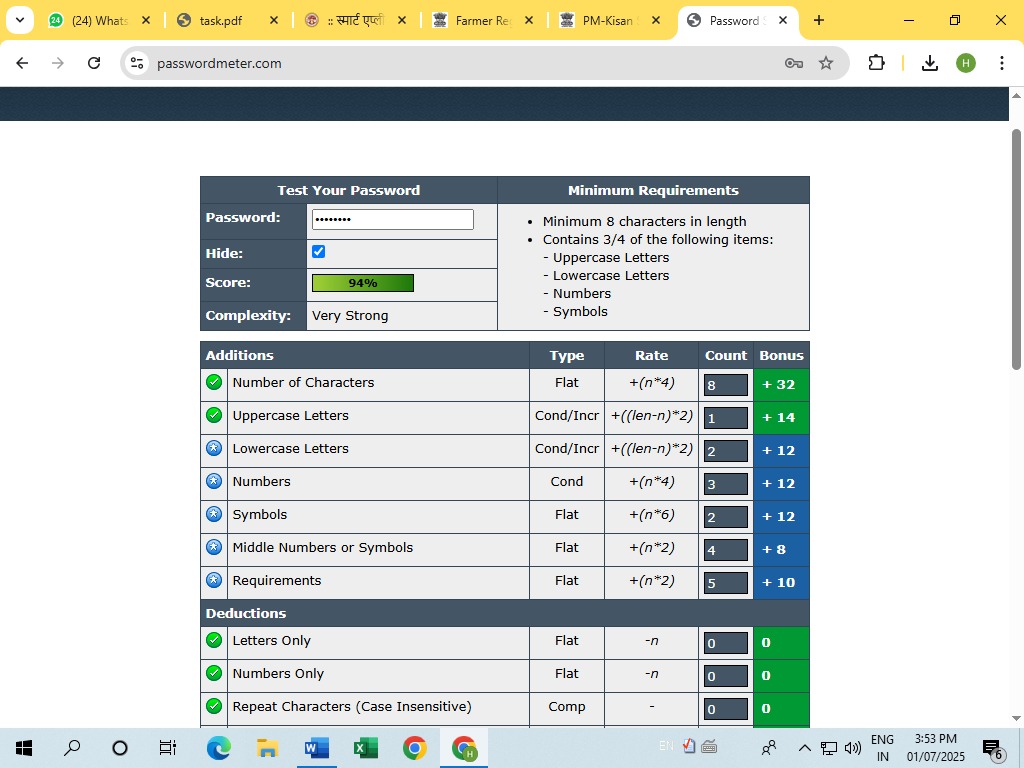 24 (24) Whats
task.pdf
:: स्मार्ट एप्लि
Farmer Re
PM-Kisan
Password S
passwordmeter.com
H
Test Your Password
Minimum Requirements
Password:
••••••••
Hide:
Score:
94%
Complexity:
Very Strong
• Minimum 8 characters in length
• Contains 3/4 of the following items:
- Uppercase Letters
- Lowercase Letters
- Numbers
- Symbols
Additions Type Rate Count Bonus
Number of Characters Flat +(n*4) 8 + 32
Uppercase Letters Cond/Incr +((len-n)*2) 1 + 14
Lowercase Letters Cond/Incr +((len-n)*2) 2 + 12
Numbers Cond +(n*4) 3 + 12
Symbols Flat +(n*6) 2 + 12
Middle Numbers or Symbols Flat +(n*2) 4 + 8
Requirements Flat +(n*2) 5 + 10
Deductions
Letters Only Flat -n 0 0
Numbers Only Flat -n 0 0
Repeat Characters (Case Insensitive) Comp - 0 0
EN
ENG
IN
3:53 PM
01/07/2025
6